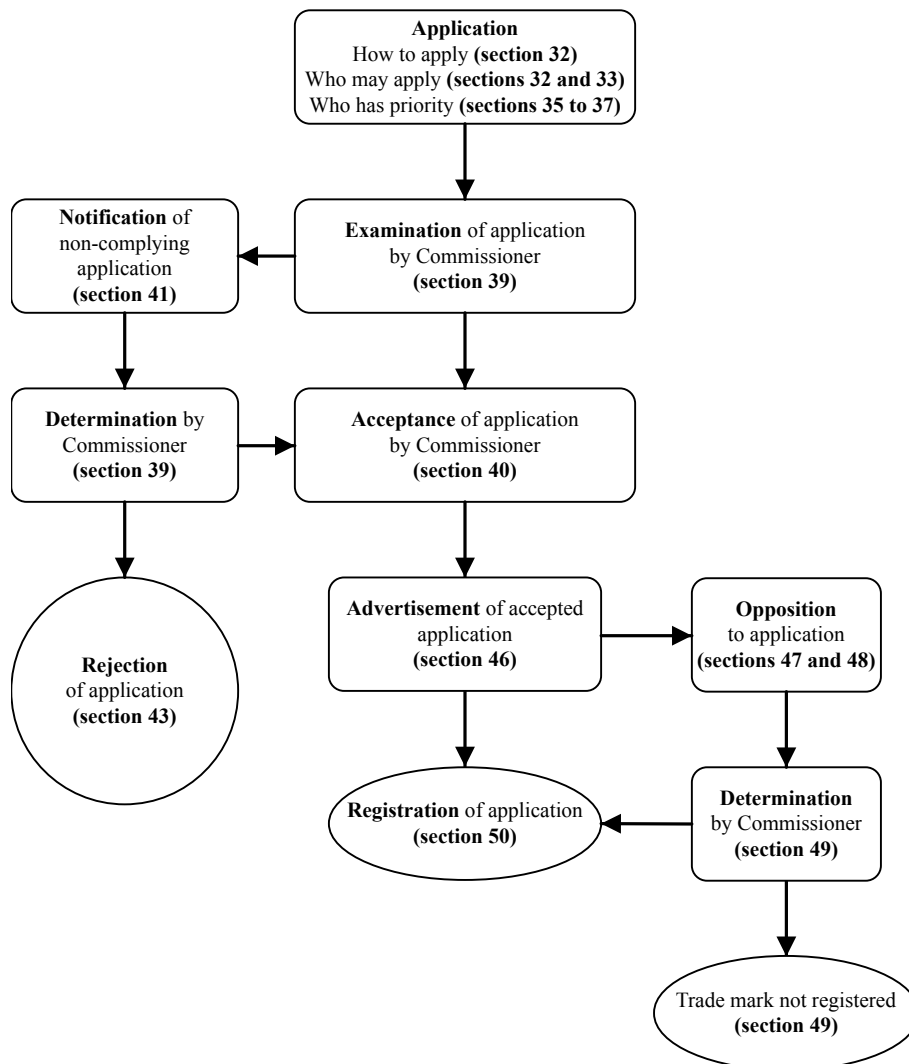 Application
How to apply (section 32)
Who may apply (sections 32 and 33)
Who has priority (sections 35 to 37)
Notification of
non-complying
application
(section 41)
Examination of application
by Commissioner
(section 39)
Determination by
Commissioner
(section 39)
Acceptance of application
by Commissioner
(section 40)
Rejection
of application
(section 43)
Advertisement of accepted
application
(section 46)
Opposition
to application
(sections 47 and 48)
Registration of application
(section 50)
Determination
by Commissioner
(section 49)
Trade mark not registered
(section 49)